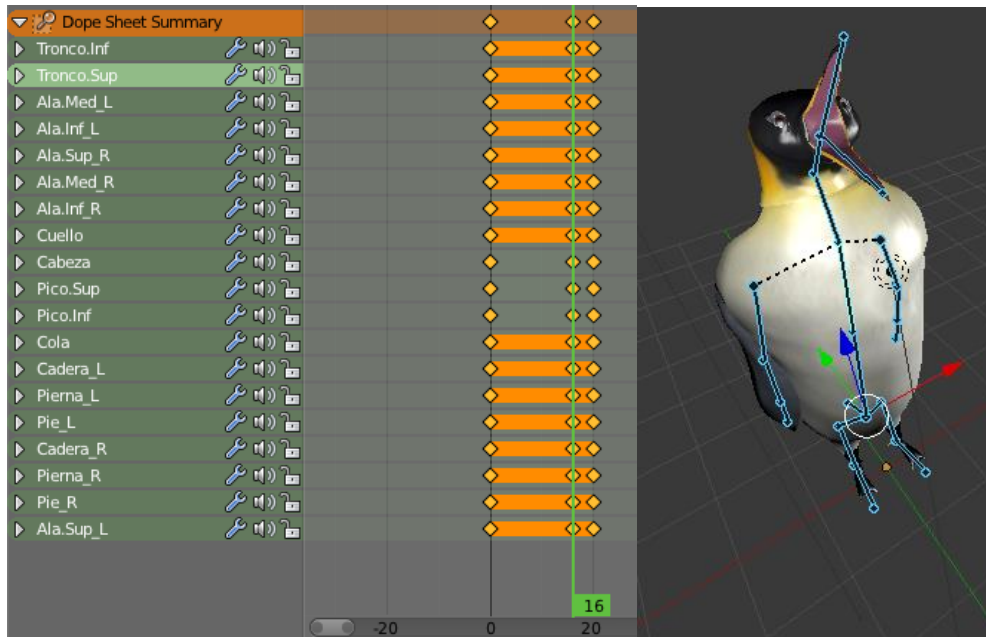 Dope Sheet Summary
Tronco.Inf
Tronco.Sup
Ala.Med_L
Ala.Inf_L
Ala.Sup_R
Ala.Med_R
Ala.Inf_R
Cuello
Cabeza
Pico.Sup
Pico.Inf
Cola
Cadera_L
Pierna_L
Pie_L
Cadera_R
Pierna_R
Pie_R
Ala.Sup_L
16
-20 0 20